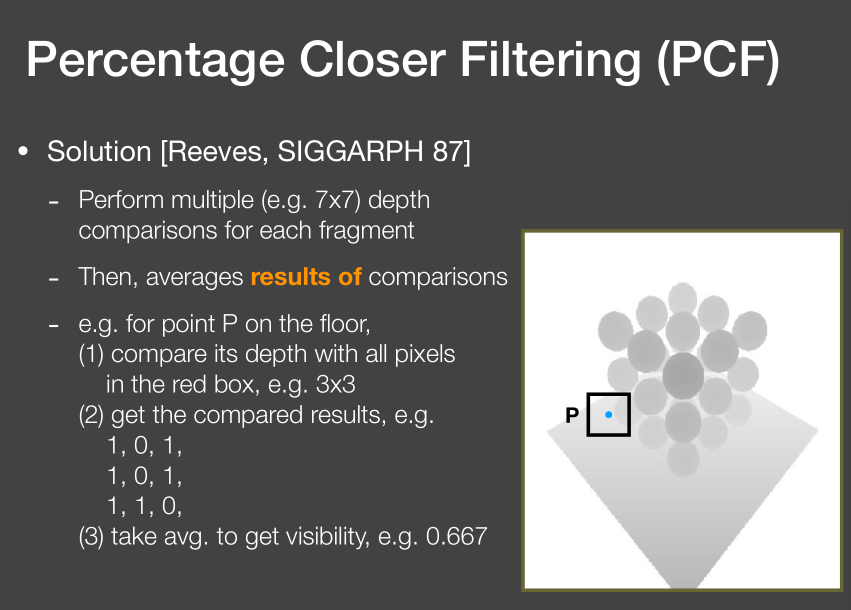 Percentage Closer Filtering (PCF)
• Solution [Reeves, SIGGARPH 87]
- Perform multiple (e.g. 7x7) depth
comparisons for each fragment
- Then, averages results of comparisons
- e.g. for point P on the floor,
(1) compare its depth with all pixels
in the red box, e.g. 3x3
(2) get the compared results, e.g.
1, 0, 1,
1, 0, 1,
1, 1, 0,
(3) take avg. to get visibility, e.g. 0.667
P